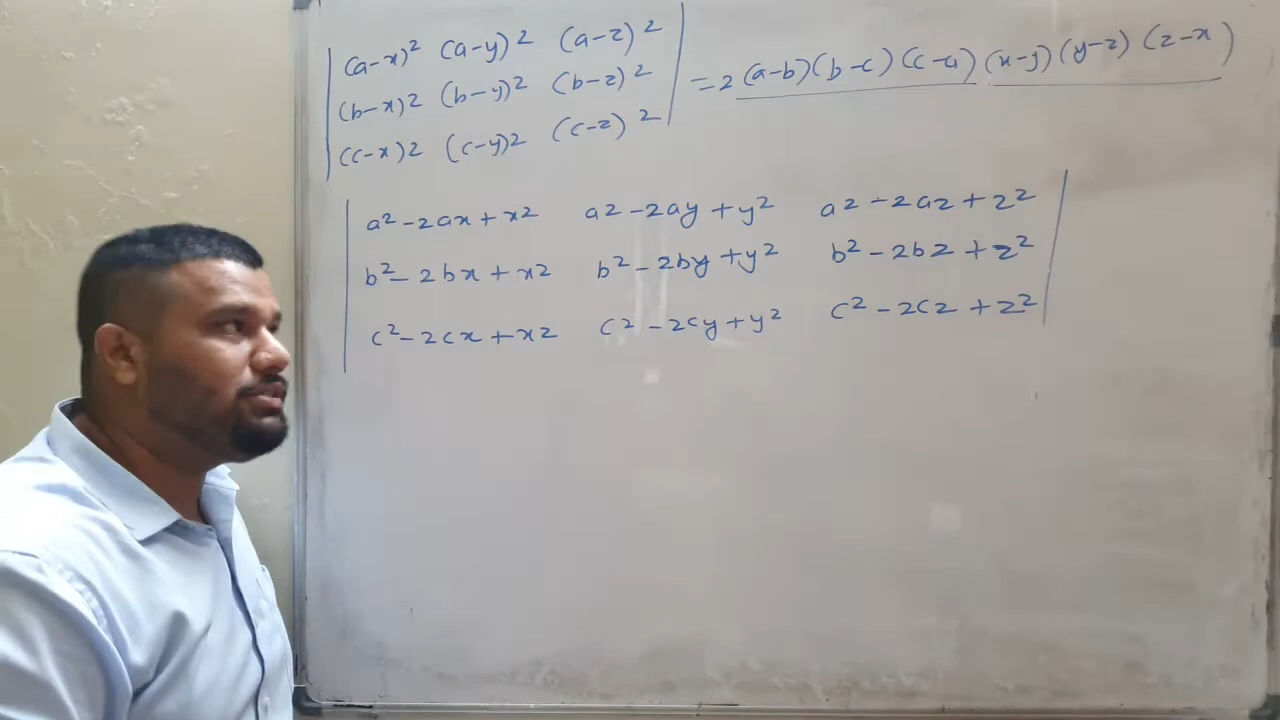 | (a-x)² (a-y)² (a-z)² |
| (b-x)² (b-y)² (b-z)² | = 2 (a-b)(b-c)(c-a)(x-y)(y-z)(z-x)
| (c-x)² (c-y)² (c-z)² |
| a²-2ax+x² a²-2ay+y² a²-2az+z² |
| b²-2bx+x² b²-2by+y² b²-2bz+z² |
| c²-2cx+x² c²-2cy+y² c²-2cz+z² |